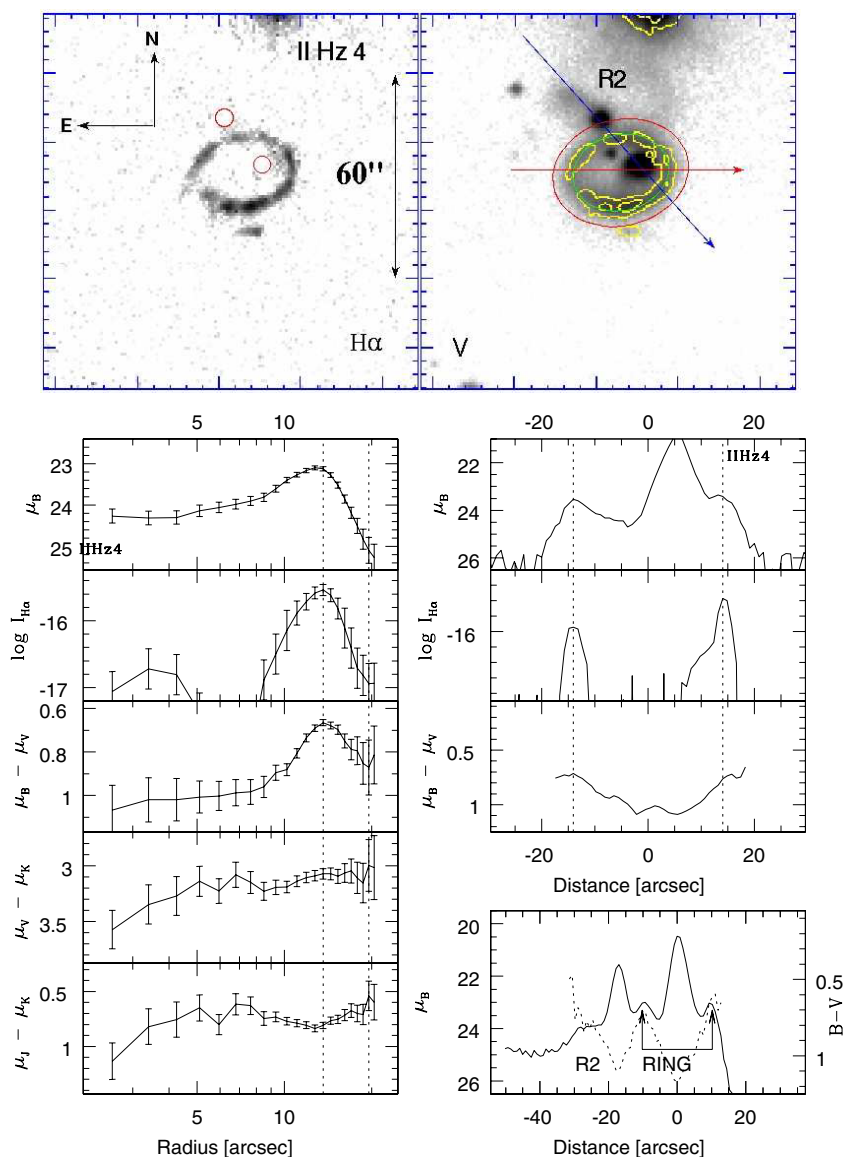 N
E
II Hz 4
60"
Hα
R2
V
5 10
23
24
25
μB
IIHz4
-16
-17
log IHα
0.6
0.8
1
μB − μV
3
3.5
μV − μK
0.5
1
μJ − μK
5 10
Radius [arcsec]
-20 0 20
22
24
26
μB
IIHz4
-16
log IHα
0.5
1
μB − μV
-20 0 20
Distance [arcsec]
20
22
24
26
μB
0.5
1
B−V
R2 RING
-40 -20 0 20
Distance [arcsec]